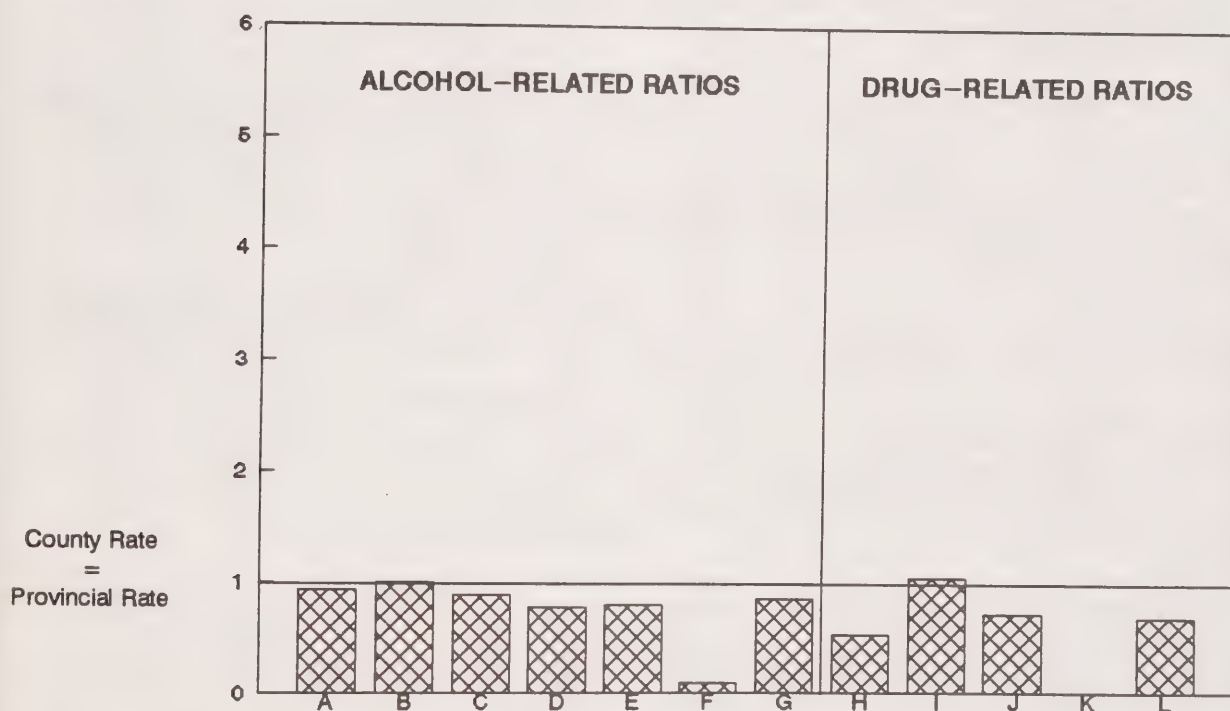 6
ALCOHOL-RELATED RATIOS
DRUG-RELATED RATIOS
5
4
3
2
County Rate
=
Provincial Rate
1
0
A B C D E F G H I J K L